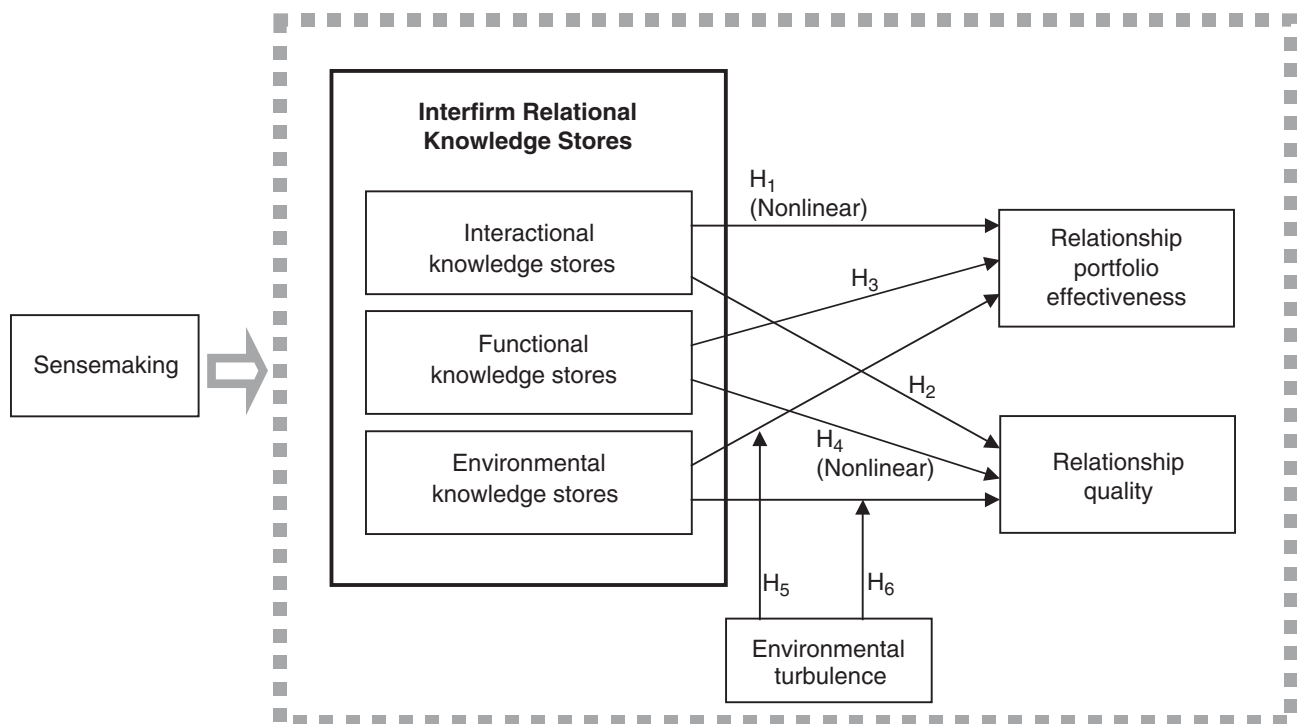 Interfirm Relational
Knowledge Stores
Interactional
knowledge stores
Functional
knowledge stores
Environmental
knowledge stores
Sensemaking
H1
(Nonlinear)
H3
H2
H4
(Nonlinear)
H5
H6
Relationship
portfolio
effectiveness
Relationship
quality
Environmental
turbulence